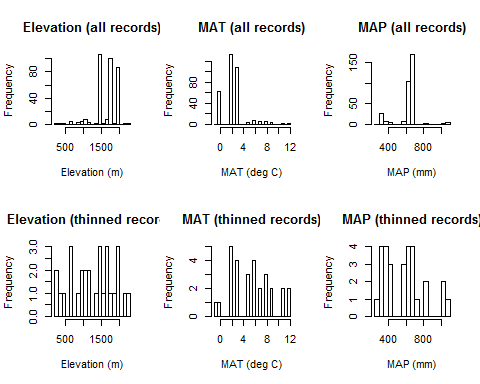 Elevation (all records)
MAT (all records)
MAP (all records)
Frequency
0 40 80
500 1500
Elevation (m)
Frequency
0 40 80
0 4 8 12
MAT (deg C)
Frequency
0 50 150
400 800
MAP (mm)
Elevation (thinned recor
MAT (thinned records)
MAP (thinned records)
Frequency
0.0 1.0 2.0 3.0
500 1500
Elevation (m)
Frequency
0 2 4
0 4 8 12
MAT (deg C)
Frequency
0 1 2 3 4
400 800
MAP (mm)